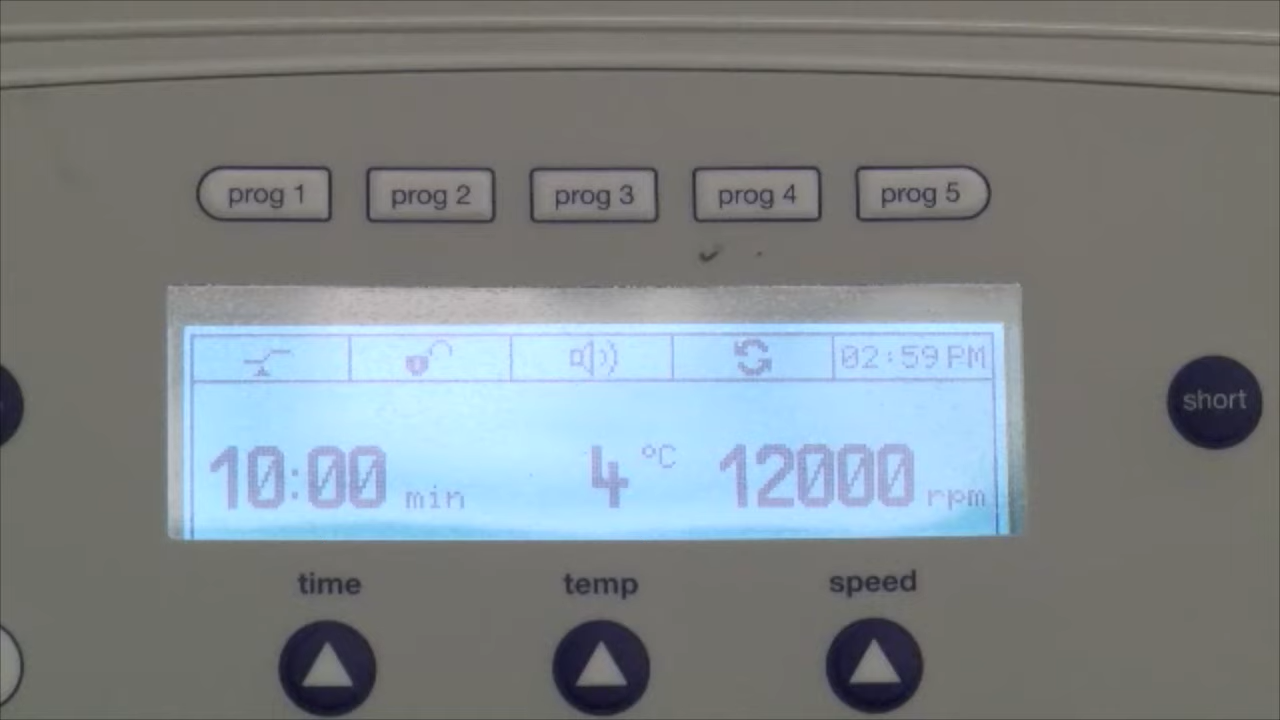 prog 1 prog 2 prog 3 prog 4 prog 5
02:59 PM
short
10:00 min 4 °C 12000 rpm
time temp speed